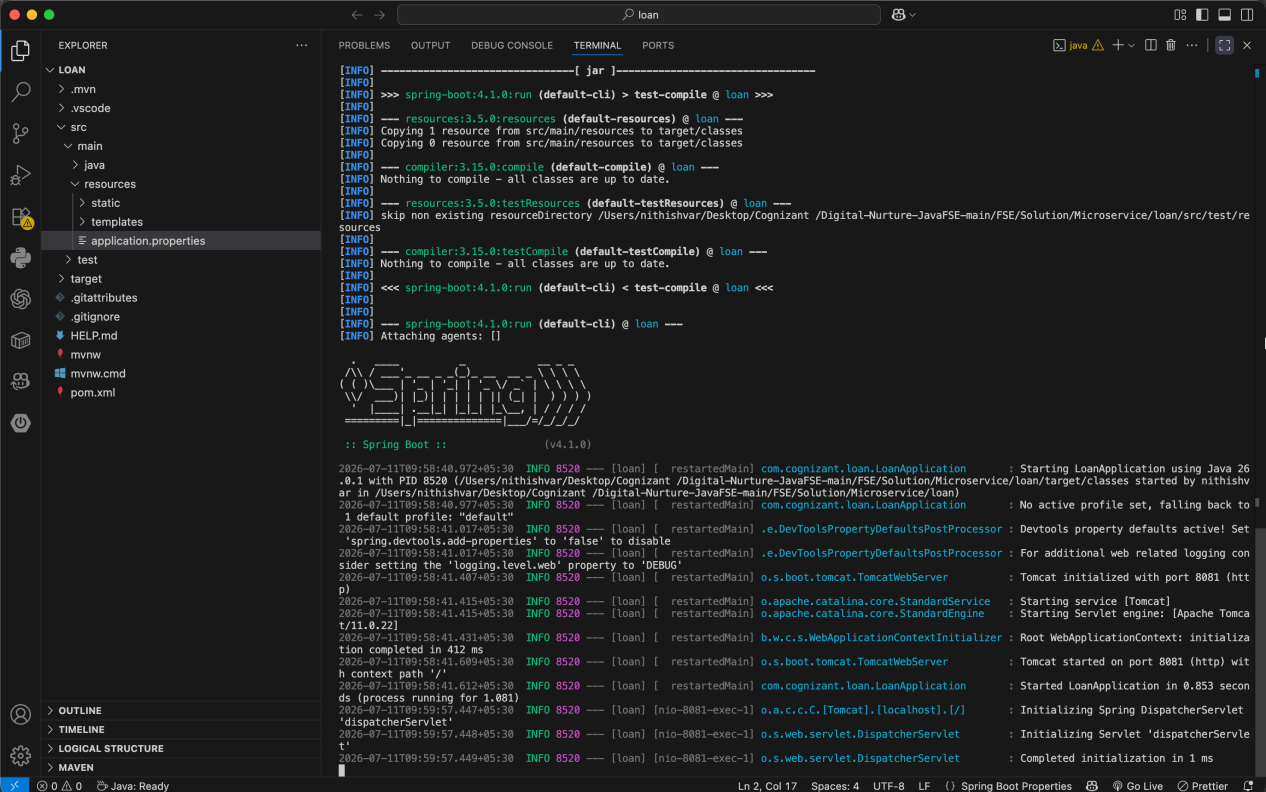 loan
EXPLORER
LOAN
.mvn
.vscode
src
main
java
resources
static
templates
application.properties
test
target
.gitattributes
.gitignore
HELP.md
mvnw
mvnw.cmd
pom.xml
OUTLINE
TIMELINE
LOGICAL STRUCTURE
MAVEN
PROBLEMS OUTPUT DEBUG CONSOLE TERMINAL PORTS
java
[INFO] --------------------------------[ jar ]---------------------------------
[INFO]
[INFO] >>> spring-boot:4.1.0:run (default-cli) > test-compile @ loan >>>
[INFO]
[INFO] --- resources:3.5.0:resources (default-resources) @ loan ---
[INFO] Copying 1 resource from src/main/resources to target/classes
[INFO] Copying 0 resource from src/main/resources to target/classes
[INFO]
[INFO] --- compiler:3.15.0:compile (default-compile) @ loan ---
[INFO] Nothing to compile - all classes are up to date.
[INFO]
[INFO] --- resources:3.5.0:testResources (default-testResources) @ loan ---
[INFO] skip non existing resourceDirectory /Users/nithishvar/Desktop/Cognizant /Digital-Nurture-JavaFSE-main/FSE/Solution/Microservice/loan/src/test/re
sources
[INFO]
[INFO] --- compiler:3.15.0:testCompile (default-testCompile) @ loan ---
[INFO] Nothing to compile - all classes are up to date.
[INFO]
[INFO] <<< spring-boot:4.1.0:run (default-cli) < test-compile @ loan <<<
[INFO]
[INFO]
[INFO] --- spring-boot:4.1.0:run (default-cli) @ loan ---
[INFO] Attaching agents: []
Spring
:: Spring Boot :: (v4.1.0)
2026-07-11T09:58:40.972+05:30 INFO 8520 --- [loan] [ restartedMain] com.cognizant.loan.LoanApplication : Starting LoanApplication using Java 26
.0.1 with PID 8520 (/Users/nithishvar/Desktop/Cognizant /Digital-Nurture-JavaFSE-main/FSE/Solution/Microservice/loan/target/classes started by nithishv
ar in /Users/nithishvar/Desktop/Cognizant /Digital-Nurture-JavaFSE-main/FSE/Solution/Microservice/loan)
2026-07-11T09:58:40.977+05:30 INFO 8520 --- [loan] [ restartedMain] com.cognizant.loan.LoanApplication : No active profile set, falling back to
1 default profile: "default"
2026-07-11T09:58:41.017+05:30 INFO 8520 --- [loan] [ restartedMain] .e.DevToolsPropertyDefaultsPostProcessor : Devtools property defaults active! Set
'spring.devtools.add-properties' to 'false' to disable
2026-07-11T09:58:41.017+05:30 INFO 8520 --- [loan] [ restartedMain] .e.DevToolsPropertyDefaultsPostProcessor : For additional web related logging con
sider setting the 'logging.level.web' property to 'DEBUG'
2026-07-11T09:58:41.407+05:30 INFO 8520 --- [loan] [ restartedMain] o.s.boot.tomcat.TomcatWebServer : Tomcat initialized with port 8081 (htt
p)
2026-07-11T09:58:41.415+05:30 INFO 8520 --- [loan] [ restartedMain] o.apache.catalina.core.StandardService : Starting service [Tomcat]
2026-07-11T09:58:41.415+05:30 INFO 8520 --- [loan] [ restartedMain] o.apache.catalina.core.StandardEngine : Starting Servlet engine: [Apache Tomca
t/11.0.22]
2026-07-11T09:58:41.431+05:30 INFO 8520 --- [loan] [ restartedMain] b.w.c.s.WebApplicationContextInitializer : Root WebApplicationContext: initializa
tion completed in 412 ms
2026-07-11T09:58:41.609+05:30 INFO 8520 --- [loan] [ restartedMain] o.s.boot.tomcat.TomcatWebServer : Tomcat started on port 8081 (http) wit
h context path '/'
2026-07-11T09:58:41.612+05:30 INFO 8520 --- [loan] [ restartedMain] com.cognizant.loan.LoanApplication : Started LoanApplication in 0.853 secon
ds (process running for 1.081)
2026-07-11T09:59:57.447+05:30 INFO 8520 --- [loan] [nio-8081-exec-1] o.a.c.c.C.[Tomcat].[localhost].[/] : Initializing Spring DispatcherServlet
'dispatcherServlet'
2026-07-11T09:59:57.448+05:30 INFO 8520 --- [loan] [nio-8081-exec-1] o.s.web.servlet.DispatcherServlet : Initializing Servlet 'dispatcherServle
t'
2026-07-11T09:59:57.449+05:30 INFO 8520 --- [loan] [nio-8081-exec-1] o.s.web.servlet.DispatcherServlet : Completed initialization in 1 ms
0 0 Java: Ready Ln 2, Col 17 Spaces: 4 UTF-8 LF {} Spring Boot Properties Go Live Prettier